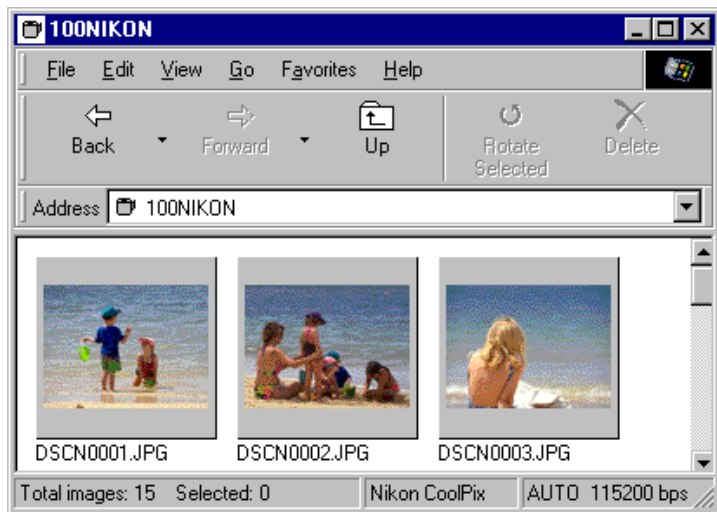 100NIKON
File Edit View Go Favorites Help
Back Forward Up Rotate Selected Delete
Address 100NIKON
DSCN0001.JPG DSCN0002.JPG DSCN0003.JPG
Total images: 15 Selected: 0 Nikon CoolPix AUTO 115200 bps